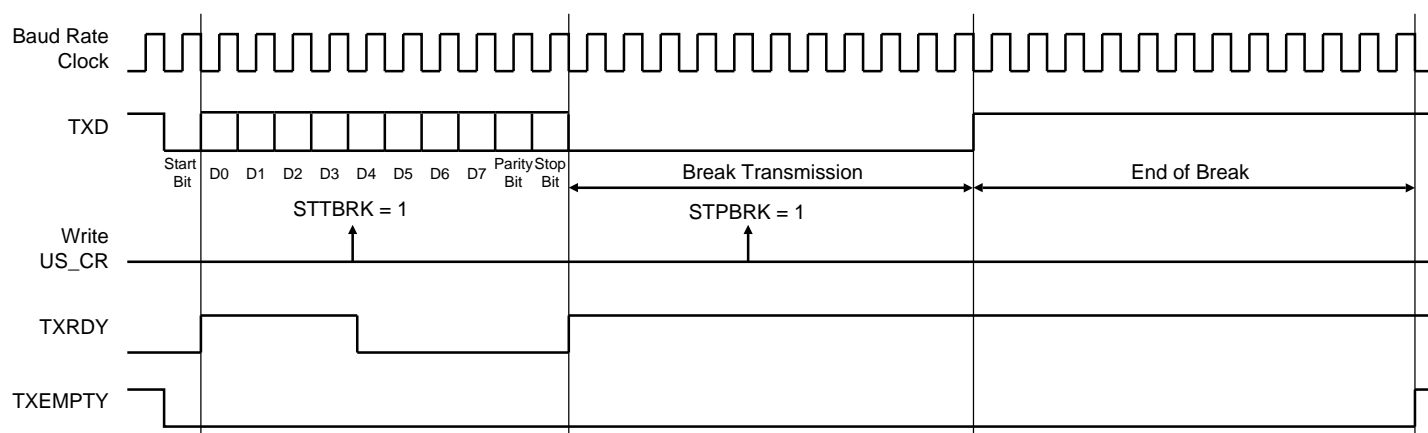 Baud Rate
Clock
TXD
Start
Bit
D0 D1 D2 D3 D4 D5 D6 D7
Parity
Bit
Stop
Bit
Break Transmission
End of Break
STTBRK = 1
STPBRK = 1
Write
US_CR
TXRDY
TXEMPTY